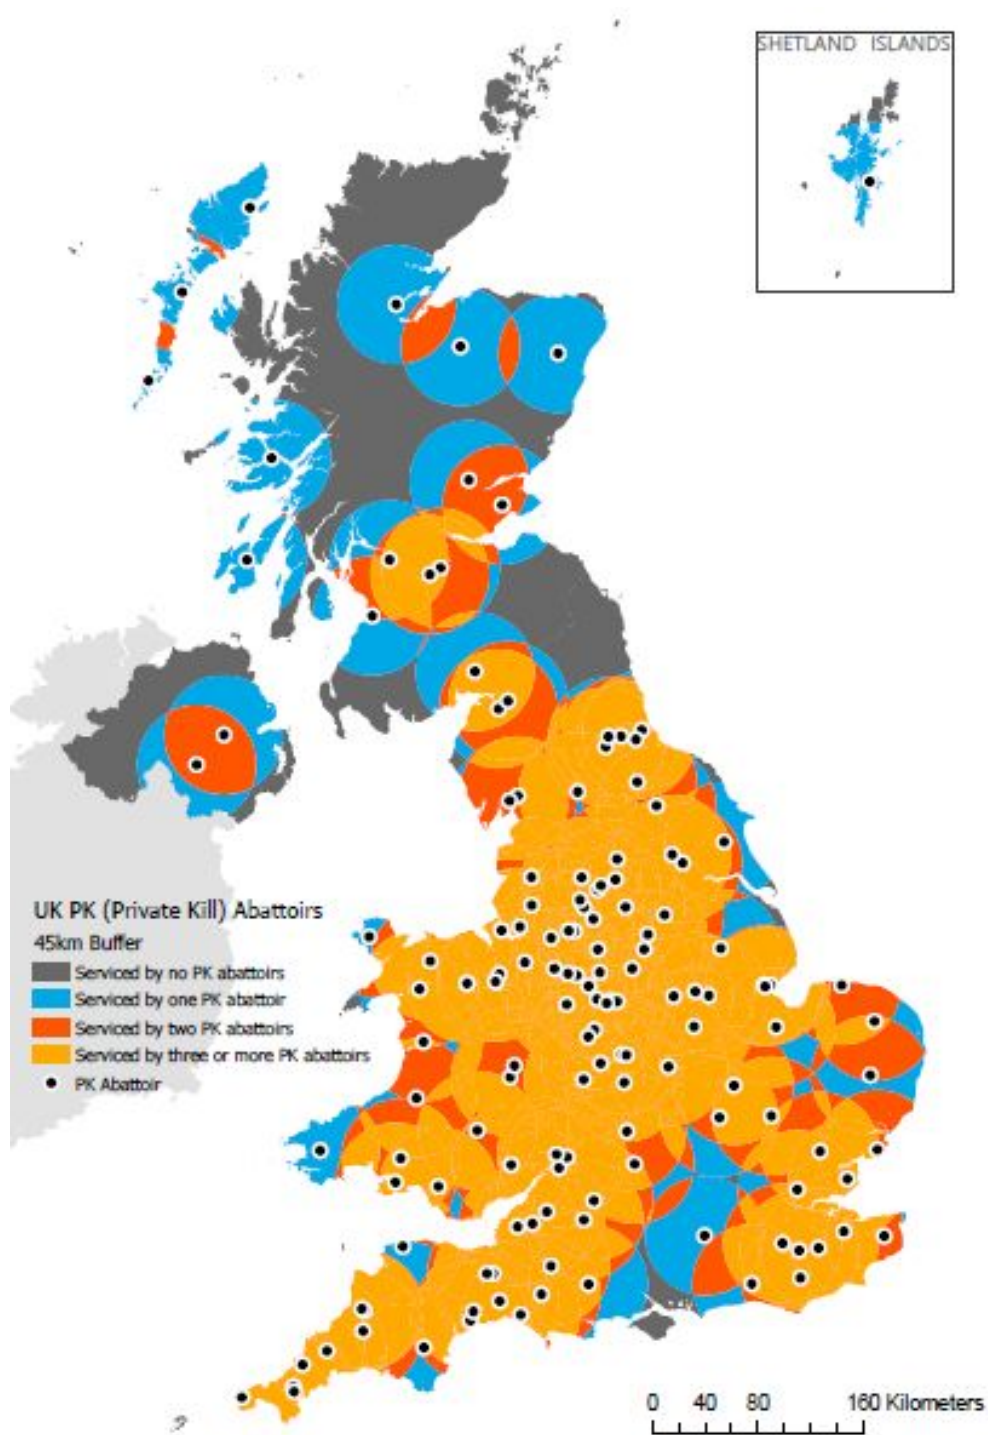 SHETLAND ISLANDS
UK PK (Private Kill) Abattoirs
45km Buffer
Serviced by no PK abattoirs
Serviced by one PK abattoir
Serviced by two PK abattoirs
Serviced by three or more PK abattoirs
PK Abattoir
0 40 80 160 Kilometers